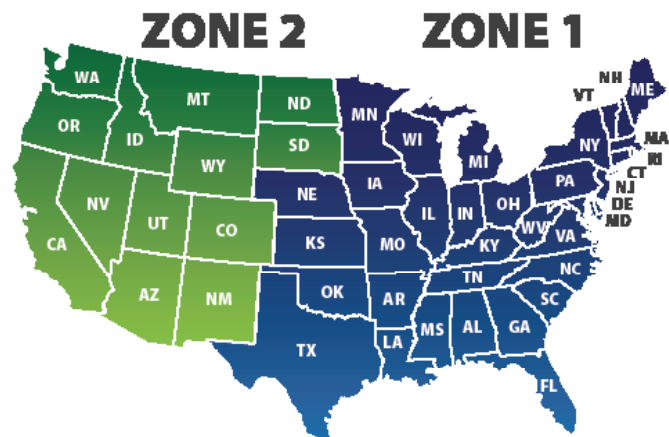 ZONE 2 ZONE 1
WA
MT
ND
MN
NH
ME
VT
OR
ID
SD
WI
MI
NY
MA
RI
CT
WY
NE
IA
PA
NJ
DE
MD
NV
UT
CO
IL
IN
OH
WV
VA
CA
KS
MO
KY
NC
AZ
NM
OK
AR
TN
SC
TX
LA
MS
AL
GA
FL